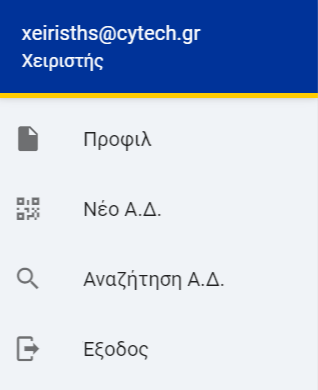 xeirisths@cytech.gr
Χειριστής
Προφιλ
Νέο Α.Δ.
Αναζήτηση Α.Δ.
Εξοδος